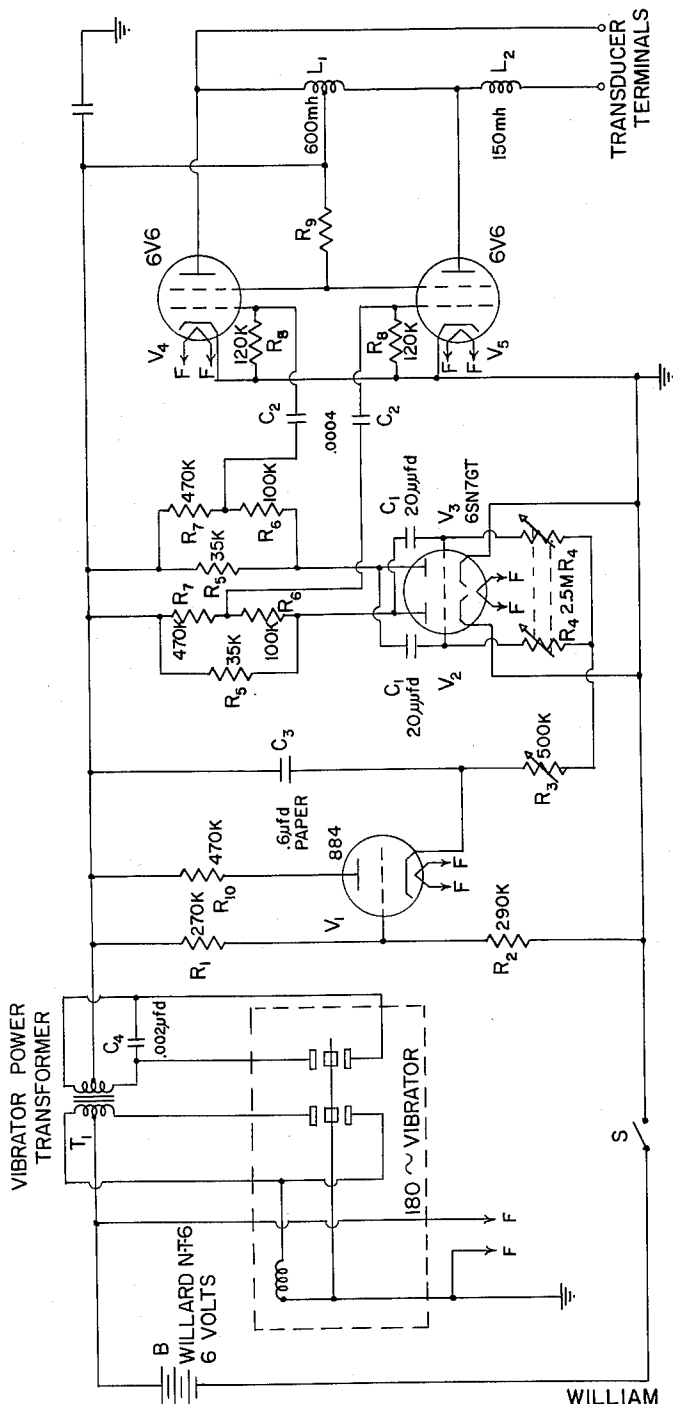 VIBRATOR POWER
TRANSFORMER
T₁
C₄
.002µfd
B
WILLARD N-T-6
6 VOLTS
180 ~ VIBRATOR
F
F
S
R₁
270K
R₁₀
470K
V₁
884
F
F
R₂
290K
C₃
.6µfd
PAPER
R₃
500K
R₅
35K
470K
R₇
100K
R₆
R₅
35K
R₇
470K
R₆
100K
C₁
20µµfd
C₁
20µµfd
V₂
V₃
6SN7GT
F
F
R₄ 2.5M R₄
C₂
.0004
C₂
V₄
6V6
F
F
120K
R₈
R₉
R₈
120K
V₅
6V6
F
F
600mh
L₁
150mh
L₂
TRANSDUCER
TERMINALS
WILLIAM